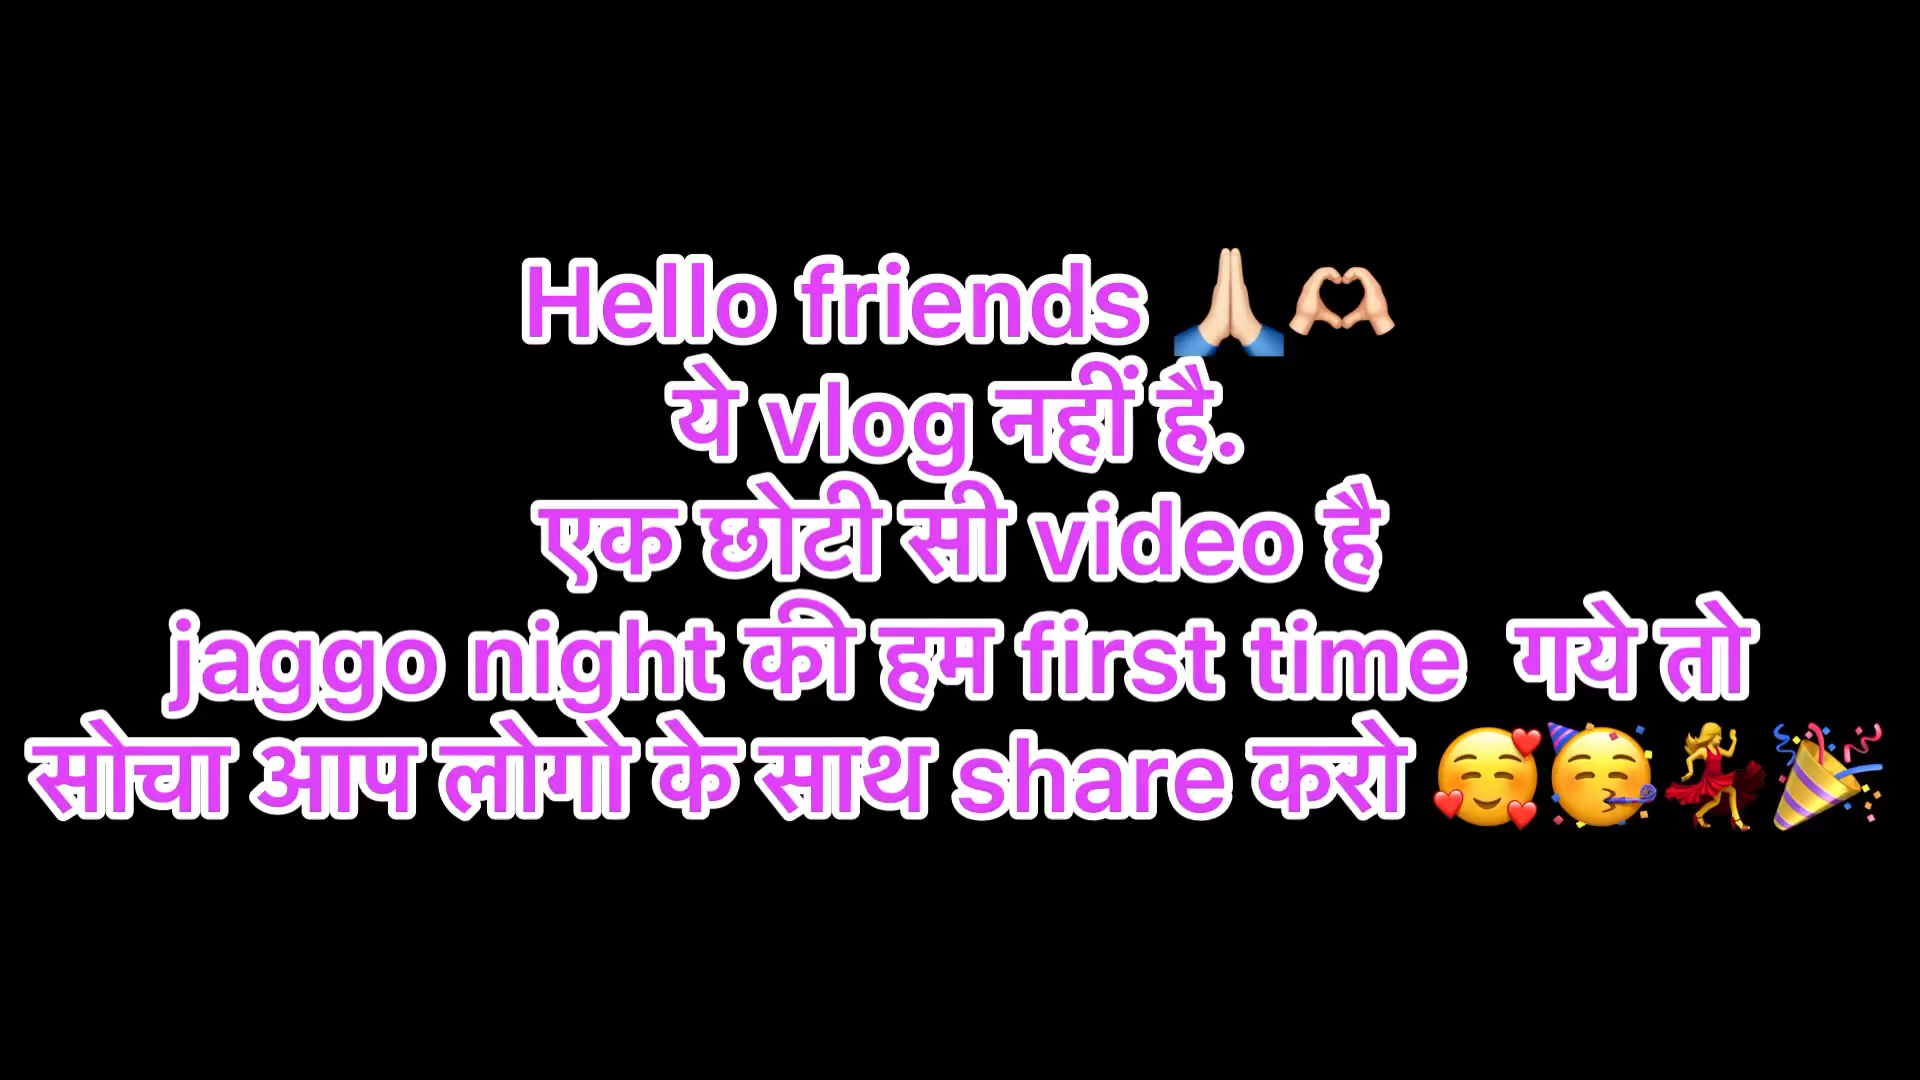 Hello friends 🙏🏻🫶🏻
ये vlog नहीं है.
एक छोटी सी video है
jaggo night की हम first time गये तो
सोचा आप लोगो के साथ share करो 🥰🥳💃🎉